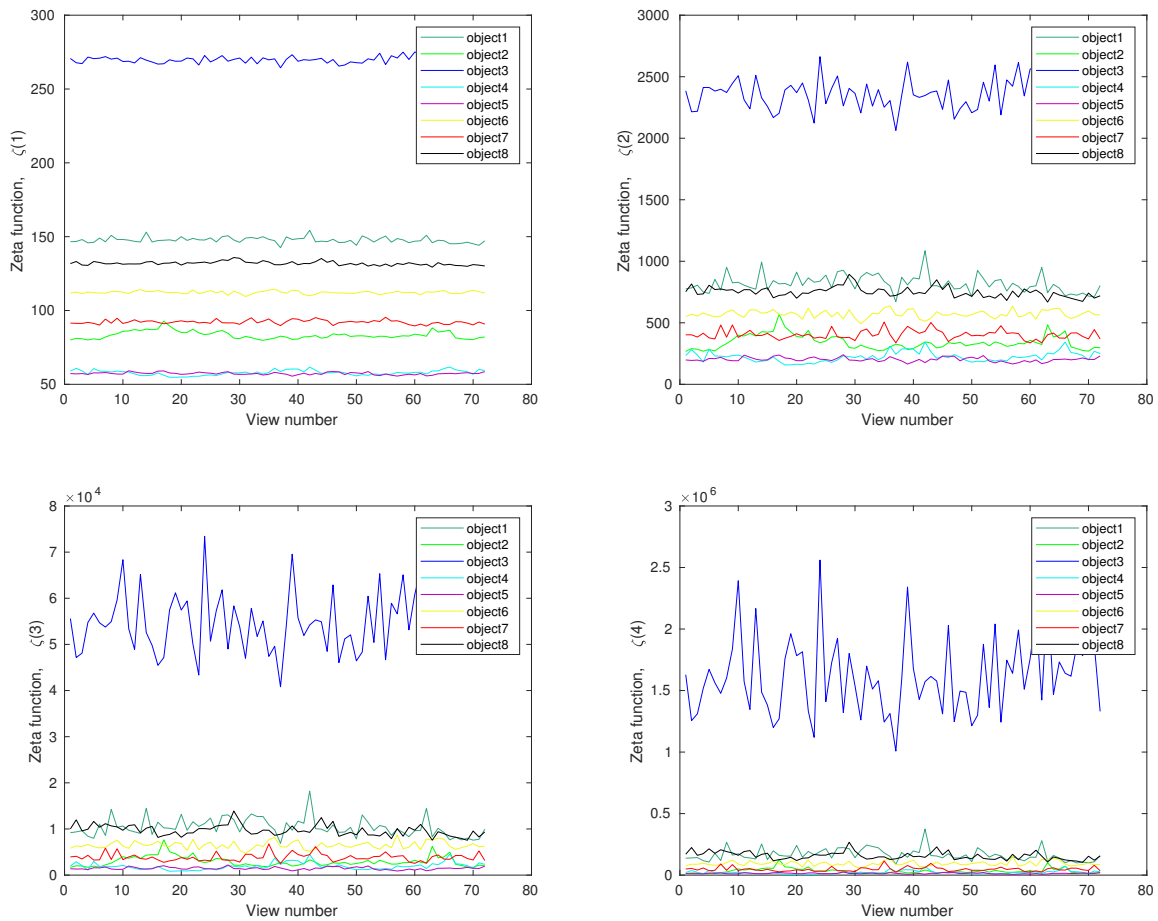 300
250
200
150
100
50
0 10 20 30 40 50 60 70 80
View number
Zeta function, ζ(1)
object1
object2
object3
object4
object5
object6
object7
object8
3000
2500
2000
1500
1000
500
0
0 10 20 30 40 50 60 70 80
View number
Zeta function, ζ(2)
object1
object2
object3
object4
object5
object6
object7
object8
×10⁴
8
7
6
5
4
3
2
1
0
0 10 20 30 40 50 60 70 80
View number
Zeta function, ζ(3)
object1
object2
object3
object4
object5
object6
object7
object8
×10⁶
3
2.5
2
1.5
1
0.5
0
0 10 20 30 40 50 60 70 80
View number
Zeta function, ζ(4)
object1
object2
object3
object4
object5
object6
object7
object8